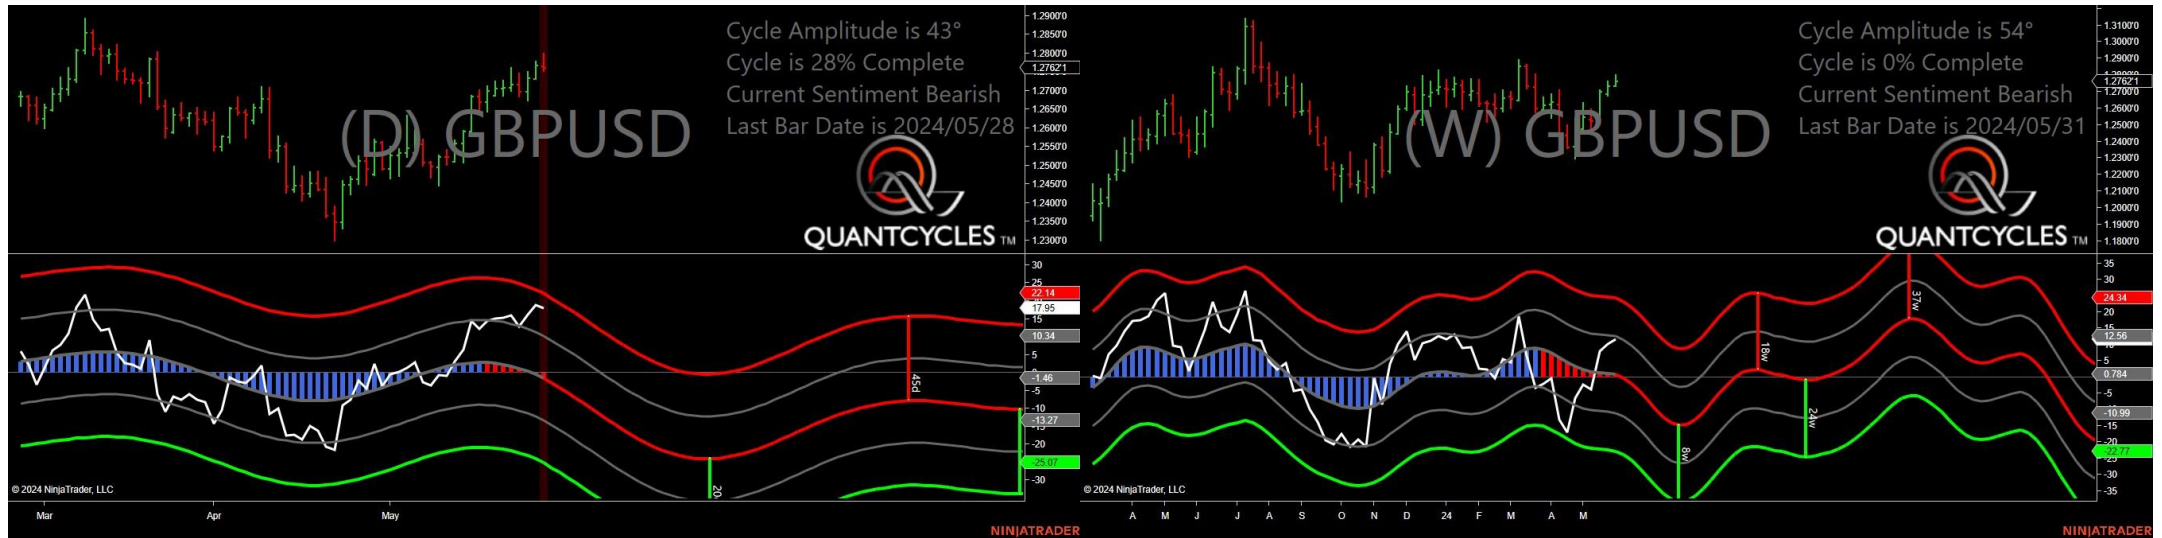 Cycle Amplitude is 43°
Cycle is 28% Complete
Current Sentiment Bearish
Last Bar Date is 2024/05/28
(D) GBPUSD
QUANTCYCLES TM
1.2900'0
1.2850'0
1.2800'0
1.2762'1
1.2700'0
1.2650'0
1.2600'0
1.2550'0
1.2500'0
1.2450'0
1.2400'0
1.2350'0
1.2300'0
30
25
22.14
17.95
15
10.34
5
-1.46
-5
-10
-13.27
-20
-25.07
-30
45d
20
© 2024 NinjaTrader, LLC
Mar
Apr
May
NINJATRADER
Cycle Amplitude is 54°
Cycle is 0% Complete
Current Sentiment Bearish
Last Bar Date is 2024/05/31
(W) GBPUSD
QUANTCYCLES TM
1.3100'0
1.3000'0
1.2900'0
1.2762'1
1.2700'0
1.2600'0
1.2500'0
1.2400'0
1.2300'0
1.2200'0
1.2100'0
1.2000'0
1.1900'0
1.1800'0
35
30
24.34
20
15
12.56
5
0.784
-5
-10.99
-15
-22.77
-30
-35
37w
18w
24w
8w
© 2024 NinjaTrader, LLC
A
M
J
J
A
S
O
N
D
24
F
M
A
M
NINJATRADER